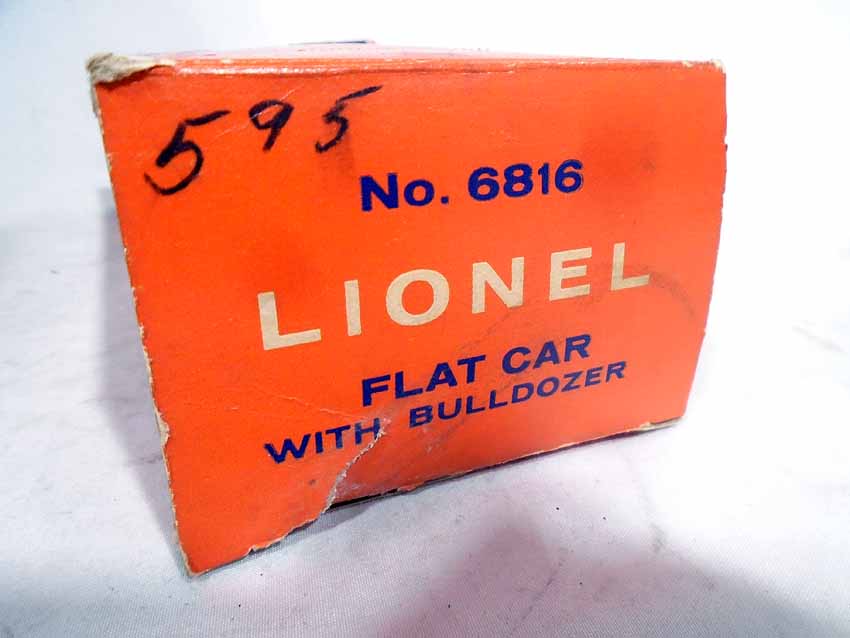 595
No. 6816
LIONEL
FLAT CAR
WITH BULLDOZER